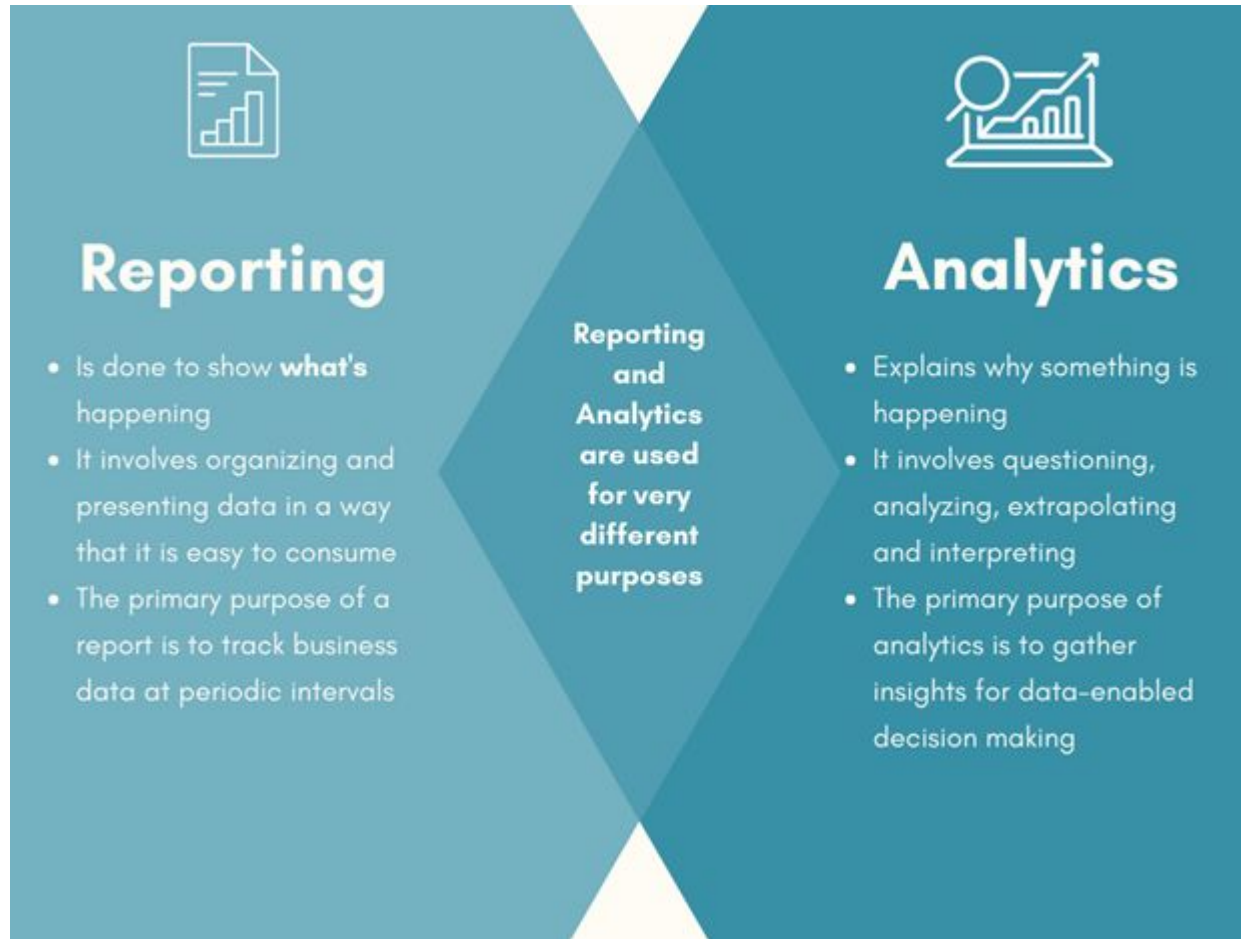 Reporting
• Is done to show what's
happening
• It involves organizing and
presenting data in a way
that it is easy to consume
• The primary purpose of a
report is to track business
data at periodic intervals
Reporting
and
Analytics
are used
for very
different
purposes
Analytics
• Explains why something is
happening
• It involves questioning,
analyzing, extrapolating
and interpreting
• The primary purpose of
analytics is to gather
insights for data-enabled
decision making